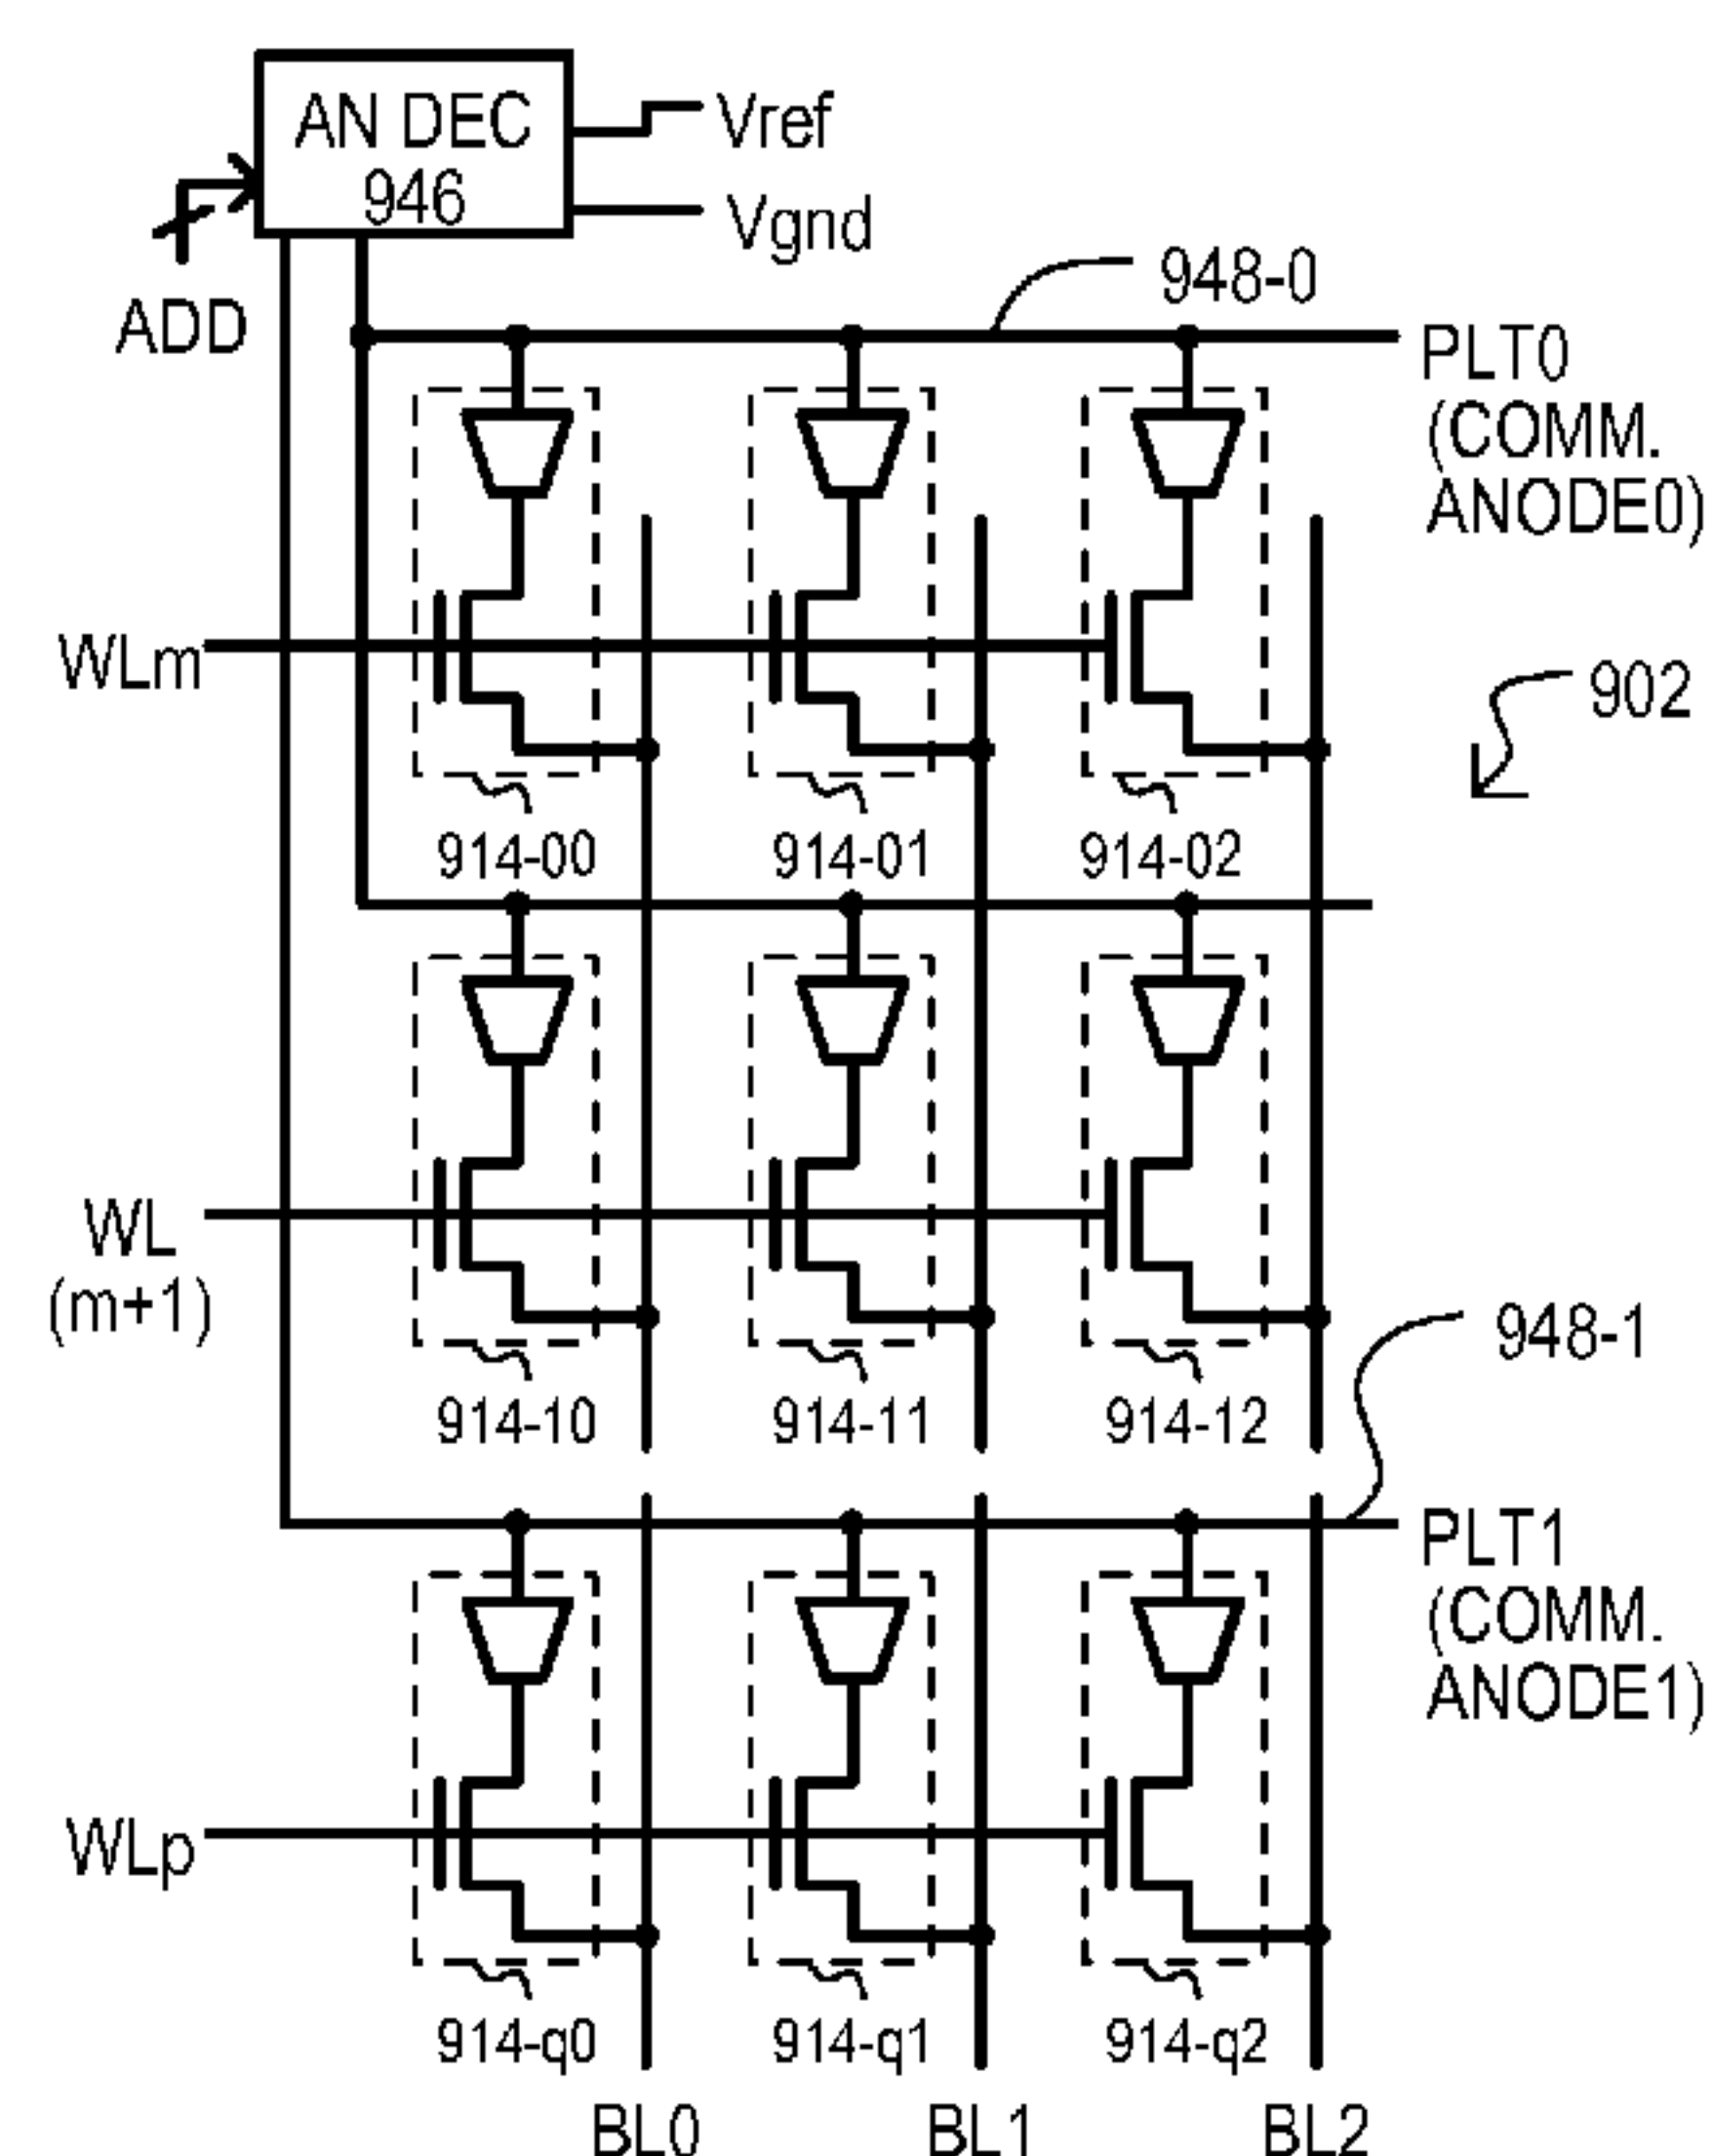 AN DEC
946
Vref
Vgnd
ADD
948-0
PLT0
(COMM.
ANODE0)
WLm
902
914-00
914-01
914-02
WL
(m+1)
948-1
914-10
914-11
914-12
PLT1
(COMM.
ANODE1)
WLp
914-q0
914-q1
914-q2
BL0
BL1
BL2